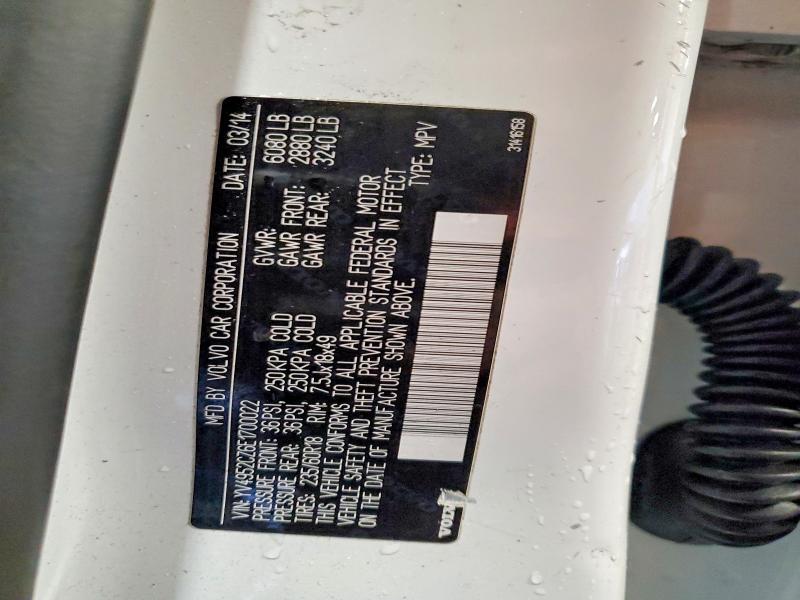 MFD BY VOLVO CAR CORPORATION DATE: 03/14
VIN: YV4952CZ6E1700022 GVWR: 6080 LB
PRESSURE FRONT: 36PSI, 250KPA COLD GAWR FRONT: 2880 LB
PRESSURE REAR: 36PSI, 250KPA COLD GAWR REAR: 3240 LB
TIRES: 235/60R18 RIM, 7.5Jx18x49
THIS VEHICLE CONFORMS TO ALL APPLICABLE FEDERAL MOTOR
VEHICLE SAFETY AND THEFT PREVENTION STANDARDS IN EFFECT
ON THE DATE OF MANUFACTURE SHOWN ABOVE. TYPE: MPV
VOLVO
31416158